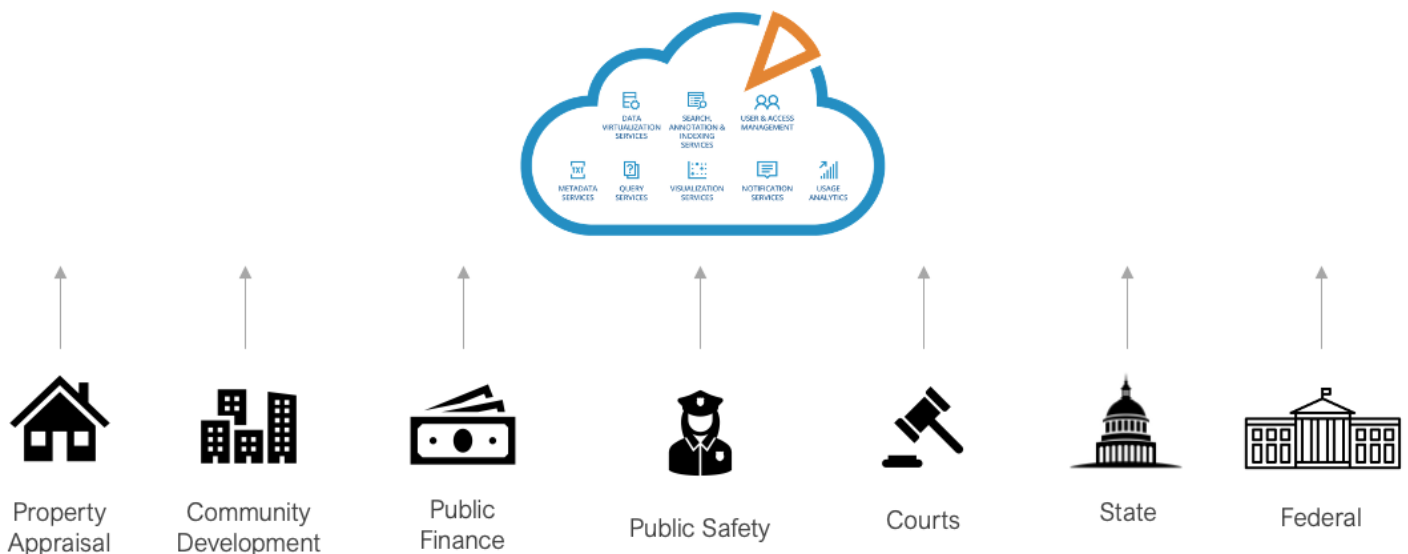 DATA
VIRTUALIZATION
SERVICES
SEARCH,
ANNOTATION &
INDEXING
SERVICES
USER & ACCESS
MANAGEMENT
TXT
METADATA
SERVICES
?
QUERY
SERVICES
VISUALIZATION
SERVICES
NOTIFICATION
SERVICES
USAGE
ANALYTICS
Property
Appraisal
Community
Development
Public
Finance
Public Safety
Courts
State
Federal